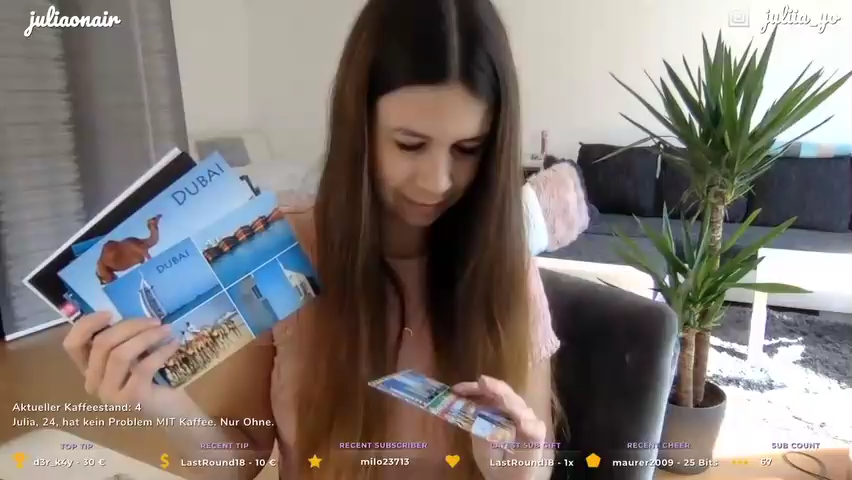 juliaonair
juliia_yo
DUBAI
DUBAI
Aktueller Kaffeestand: 4
Julia, 24, hat kein Problem MIT Kaffee. Nur Ohne.
TOP TIP
d3r_k4y - 30 €
RECENT TIP
LastRound18 - 10 €
RECENT SUBSCRIBER
milo23713
LATEST SUB GIFT
LastRound18 - 1x
RECENT CHEER
maurer2009 - 25 Bits
SUB COUNT
67